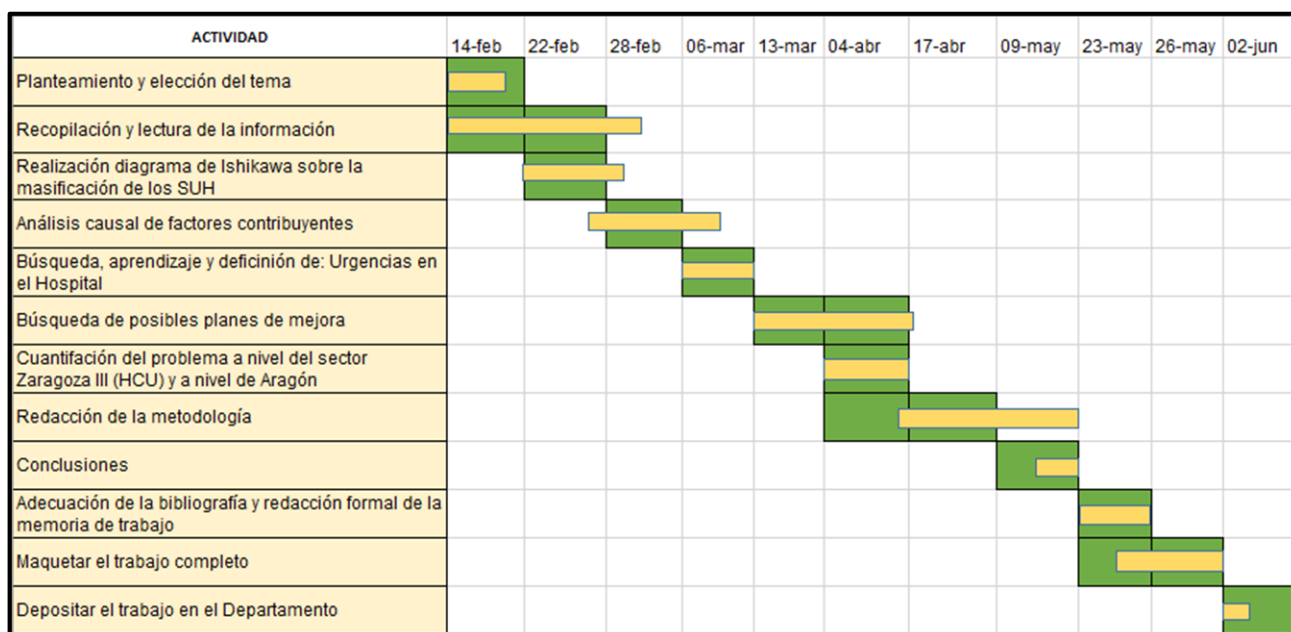 ACTIVIDAD
14-feb 22-feb 28-feb 06-mar 13-mar 04-abr 17-abr 09-may 23-may 26-may 02-jun
Planteamiento y elección del tema
Recopilación y lectura de la información
Realización diagrama de Ishikawa sobre la
masificación de los SUH
Análisis causal de factores contribuyentes
Búsqueda, aprendizaje y deficinión de: Urgencias en
el Hospital
Búsqueda de posibles planes de mejora
Cuantifación del problema a nivel del sector
Zaragoza III (HCU) y a nivel de Aragón
Redacción de la metodología
Conclusiones
Adecuación de la bibliografía y redacción formal de la
memoria de trabajo
Maquetar el trabajo completo
Depositar el trabajo en el Departamento